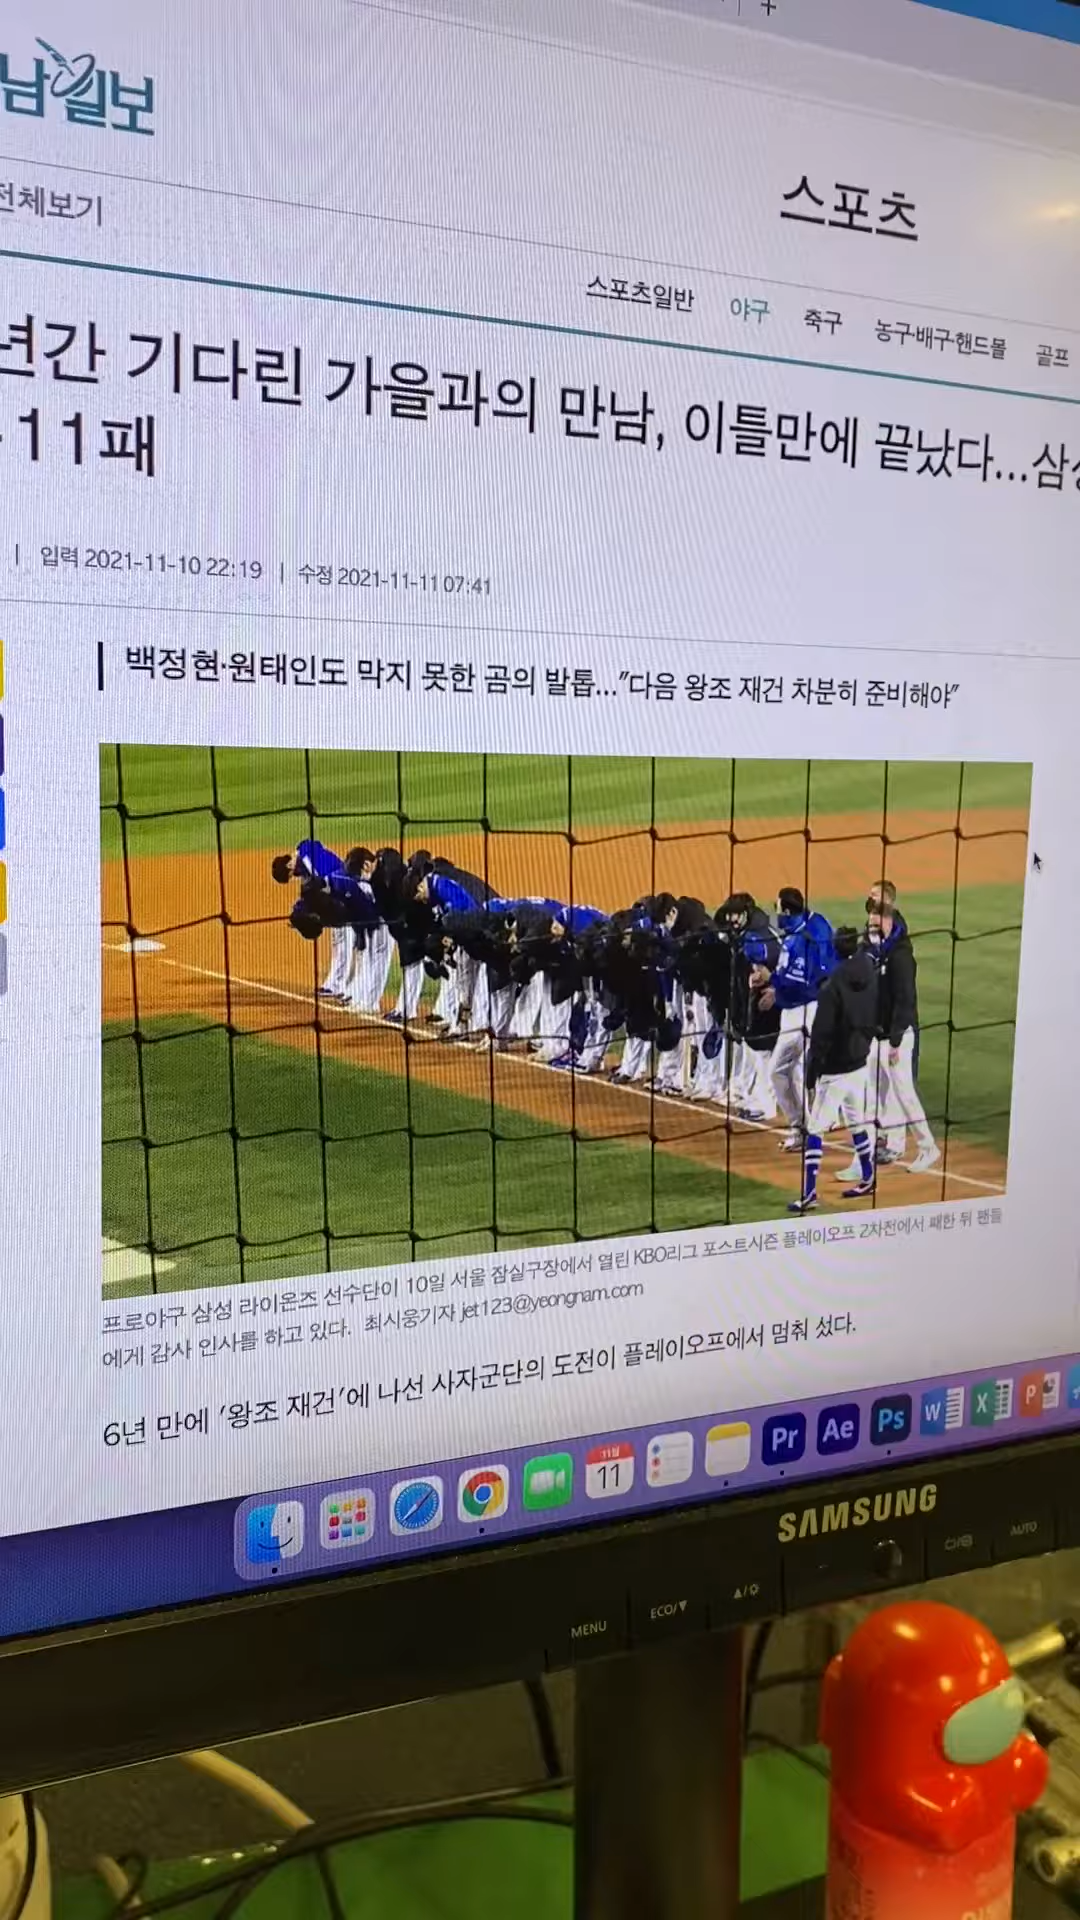 남일보
전체보기
스포츠
스포츠일반 야구 축구 농구·배구·핸드볼 골프
년간 기다린 가을과의 만남, 이틀만에 끝났다...삼성
11패
| 입력 2021-11-10 22:19 | 수정 2021-11-11 07:41
백정현·원태인도 막지 못한 곰의 발톱..."다음 왕조 재건 차분히 준비해야"
프로야구 삼성 라이온즈 선수단이 10일 서울 잠실구장에서 열린 KBO리그 포스트시즌 플레이오프 2차전에서 패한 뒤 팬들
에게 감사 인사를 하고 있다. 최시웅기자 jet123@yeongnam.com
6년 만에 '왕조 재건'에 나선 사자군단의 도전이 플레이오프에서 멈춰 섰다.
11월
11
Pr
Ae
Ps
W
X
P
SAMSUNG
MENU
ECO/▼
▲/☼
AUTO